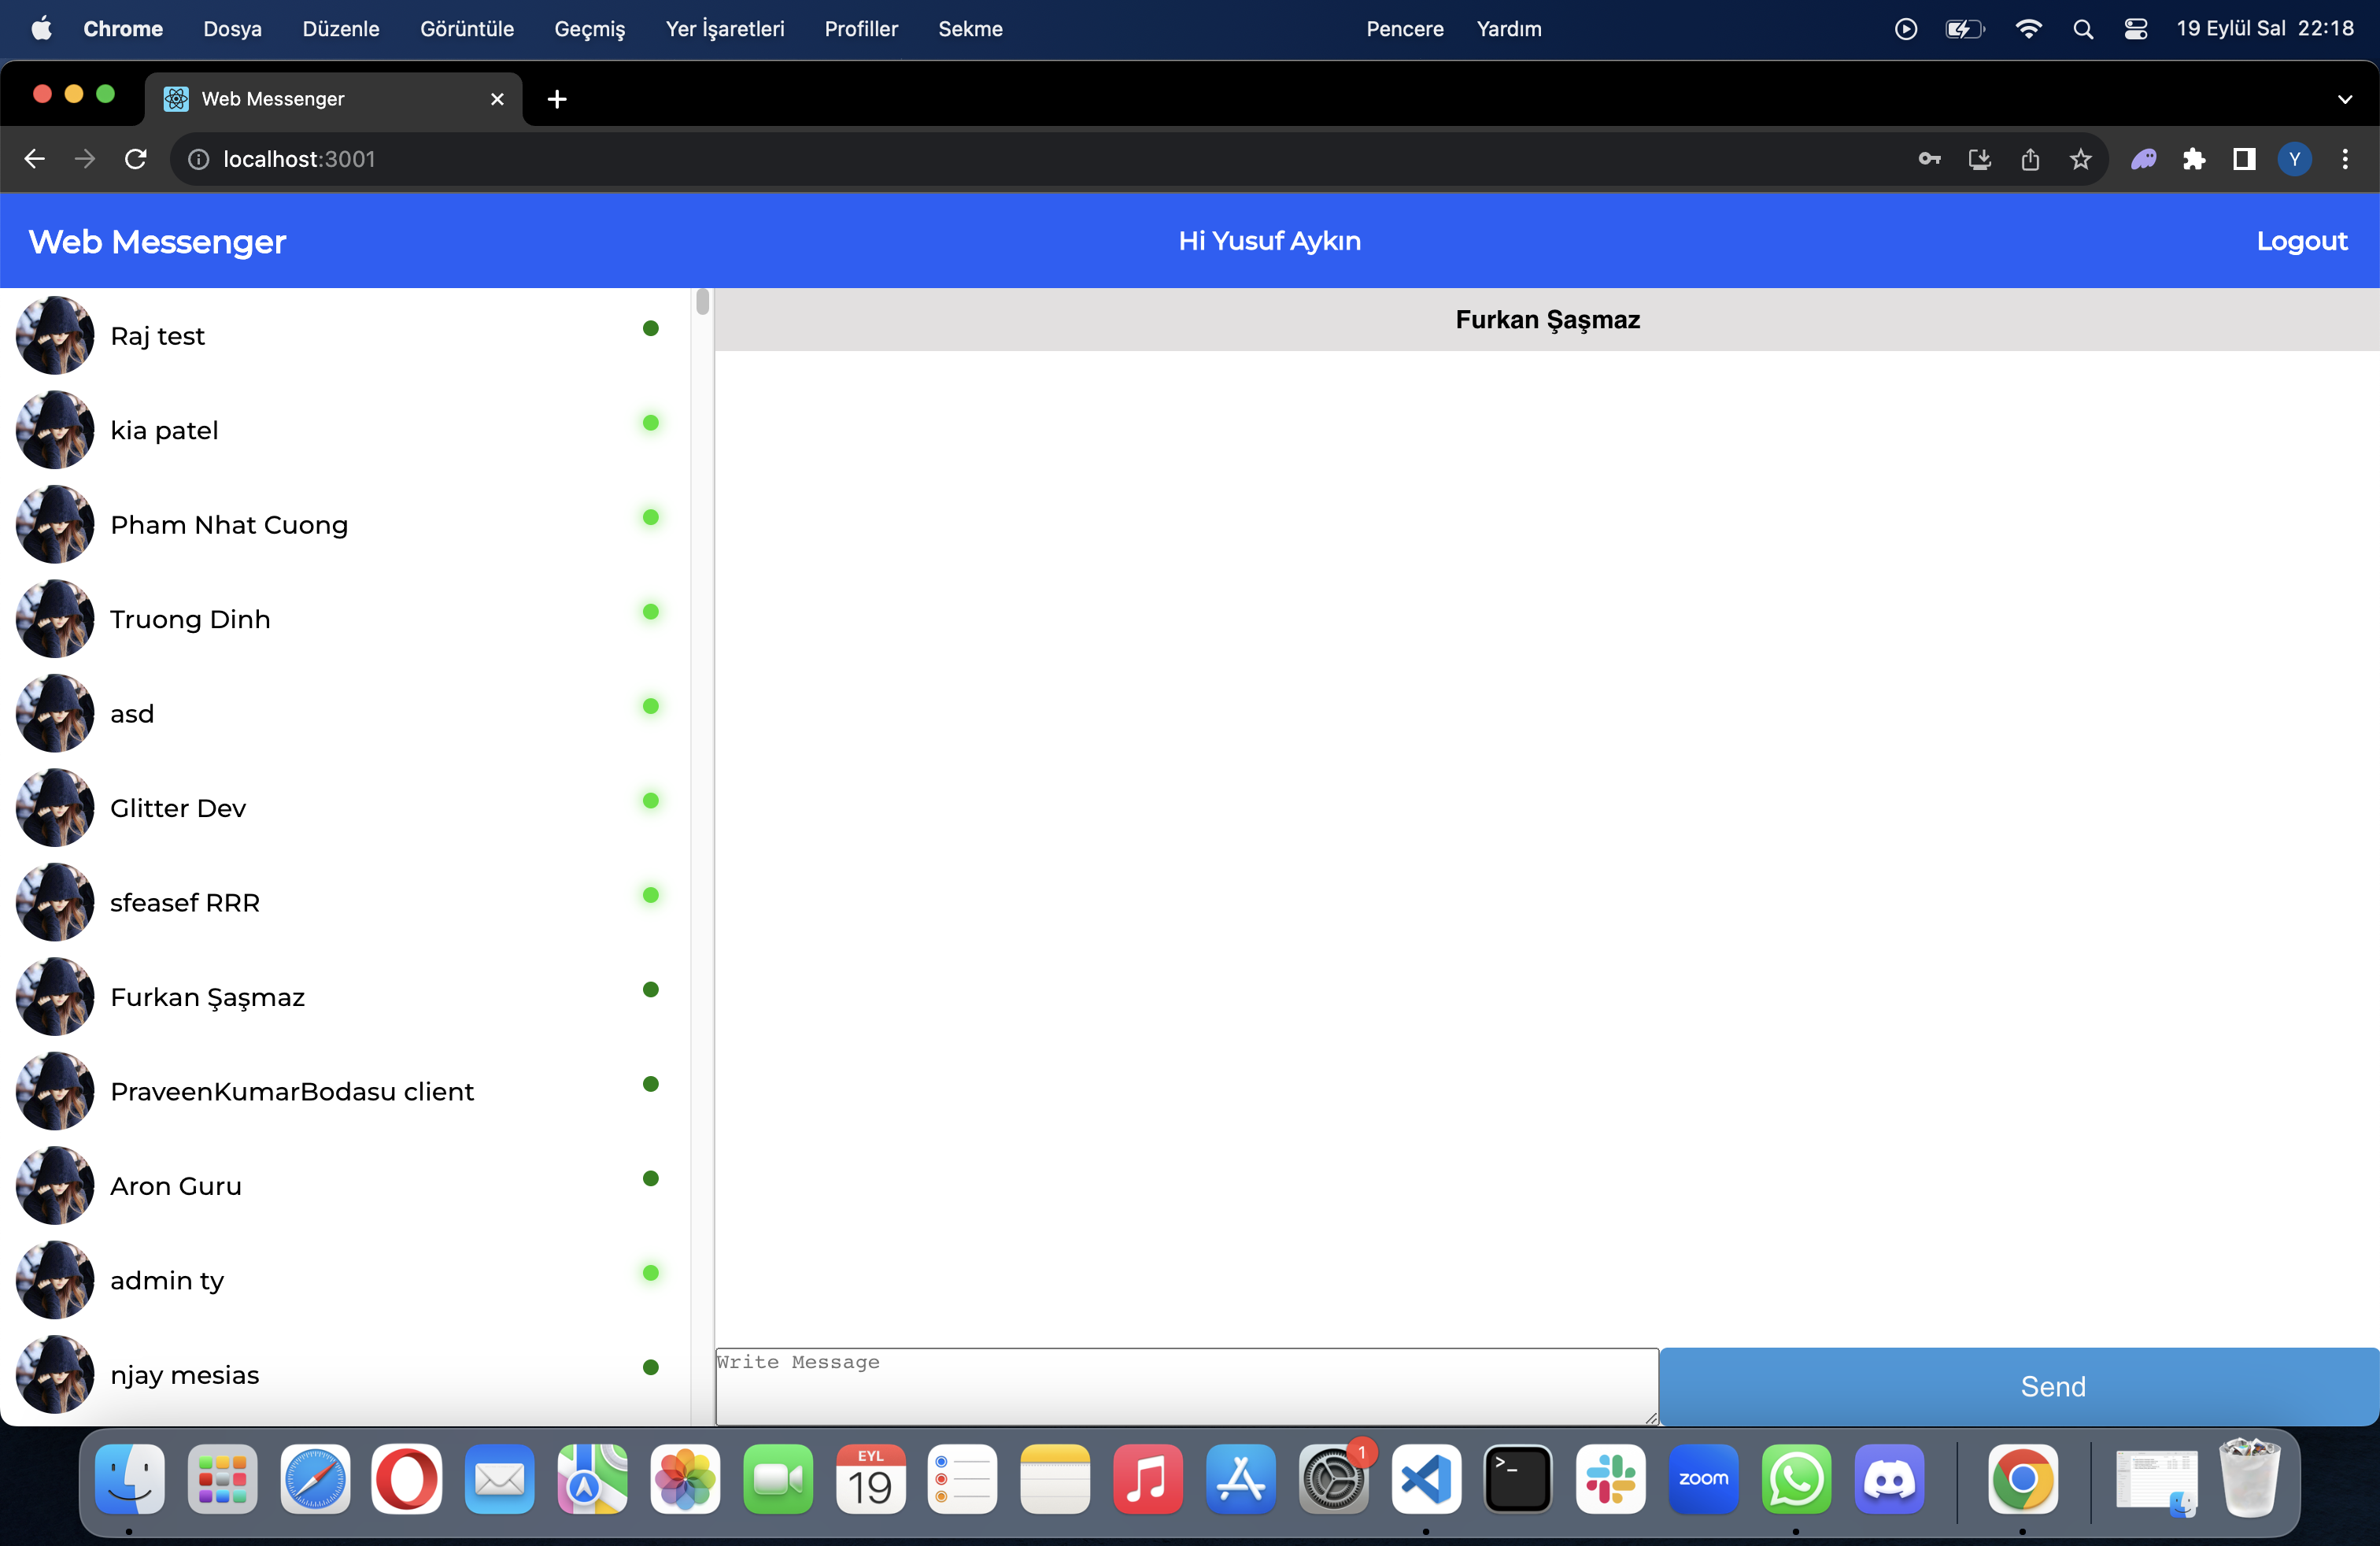 Chrome Dosya Düzenle Görüntüle Geçmiş Yer İşaretleri Profiller Sekme Pencere Yardım 19 Eylül Sal 22:18
Web Messenger
localhost:3001
Y
Web Messenger Hi Yusuf Aykın Logout
Furkan Şaşmaz
Raj test
kia patel
Pham Nhat Cuong
Truong Dinh
asd
Glitter Dev
sfeasef RRR
Furkan Şaşmaz
PraveenKumarBodasu client
Aron Guru
admin ty
njay mesias
Write Message
Send
EYL
19
1
>_
zoom